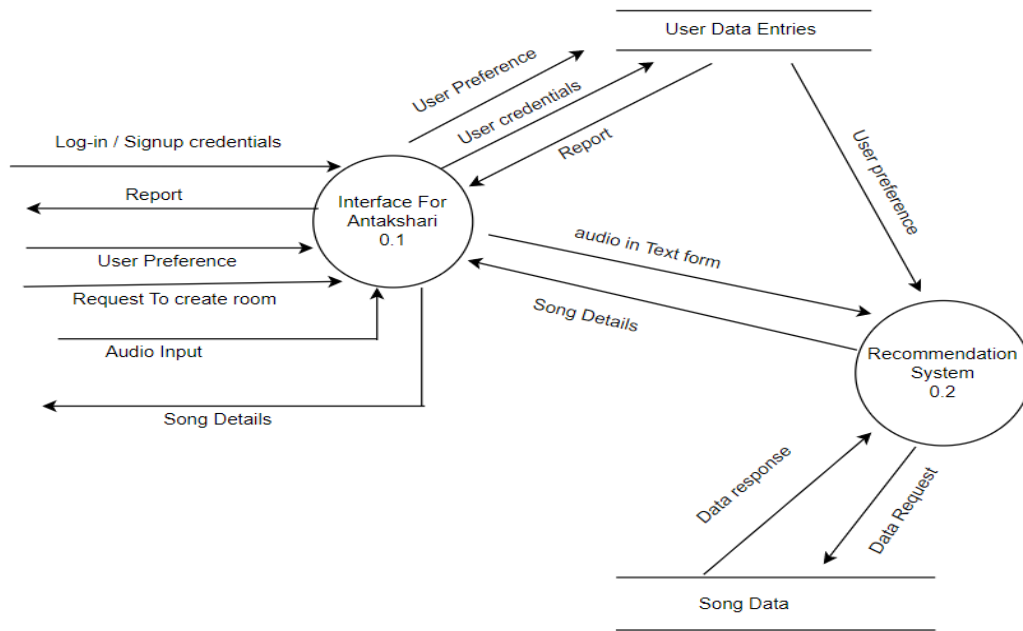 User Data Entries
User Preference
User credentials
Report
User preference
Log-in / Signup credentials
Report
User Preference
Request To create room
Audio Input
Song Details
Interface For
Antakshari
0.1
audio in Text form
Song Details
Recommendation
System
0.2
Data response
Data Request
Song Data